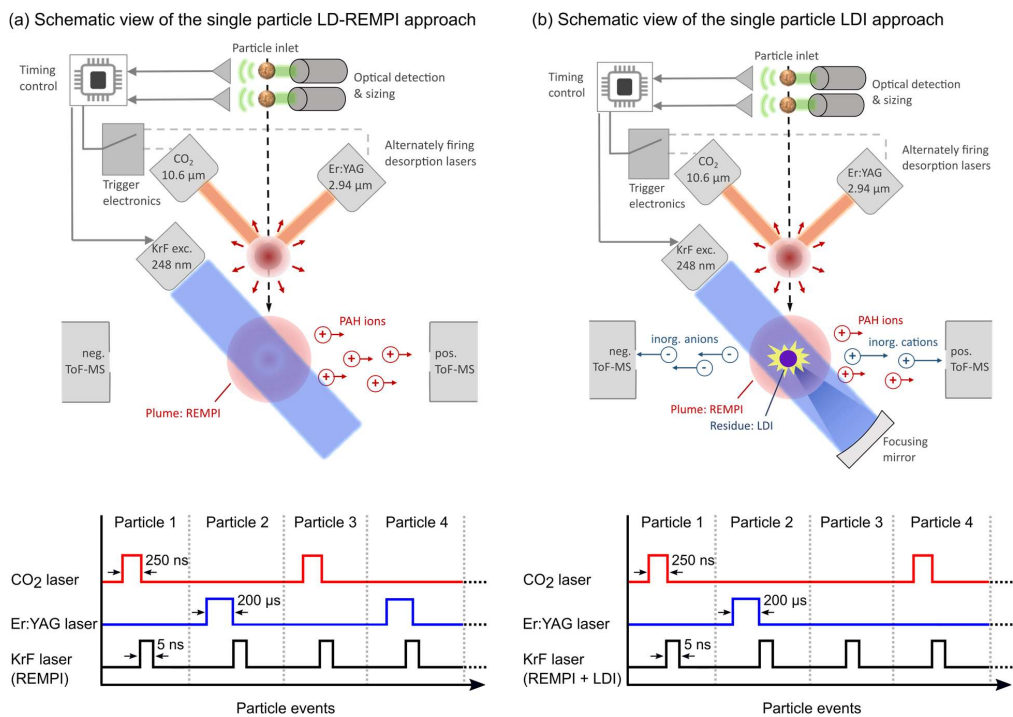 (a) Schematic view of the single particle LD-REMPI approach
Particle inlet
Timing
control
Optical detection
& sizing
Alternately firing
desorption lasers
CO2
10.6 µm
Er:YAG
2.94 µm
Trigger
electronics
KrF exc.
248 nm
PAH ions
neg.
ToF-MS
pos.
ToF-MS
+
+
+
+
+
Plume: REMPI
Particle 1
Particle 2
Particle 3
Particle 4
250 ns
CO2 laser
200 µs
Er:YAG laser
5 ns
KrF laser
(REMPI)
Particle events
(b) Schematic view of the single particle LDI approach
Particle inlet
Timing
control
Optical detection
& sizing
Alternately firing
desorption lasers
CO2
10.6 µm
Er:YAG
2.94 µm
Trigger
electronics
KrF exc.
248 nm
PAH ions
inorg. anions
inorg. cations
neg.
ToF-MS
pos.
ToF-MS
-
-
-
+
+
+
+
+
Plume: REMPI
Residue: LDI
Focusing
mirror
Particle 1
Particle 2
Particle 3
Particle 4
250 ns
CO2 laser
200 µs
Er:YAG laser
5 ns
KrF laser
(REMPI + LDI)
Particle events